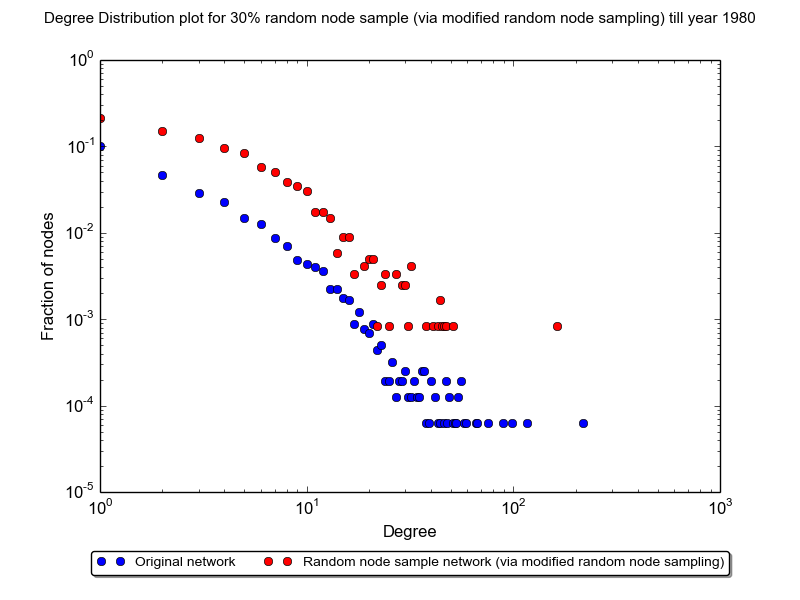 Degree Distribution plot for 30% random node sample (via modified random node sampling) till year 1980
10^0
10^-1
10^-2
10^-3
10^-4
10^-5
Fraction of nodes
10^0 10^1 10^2 10^3
Degree
Original network Random node sample network (via modified random node sampling)